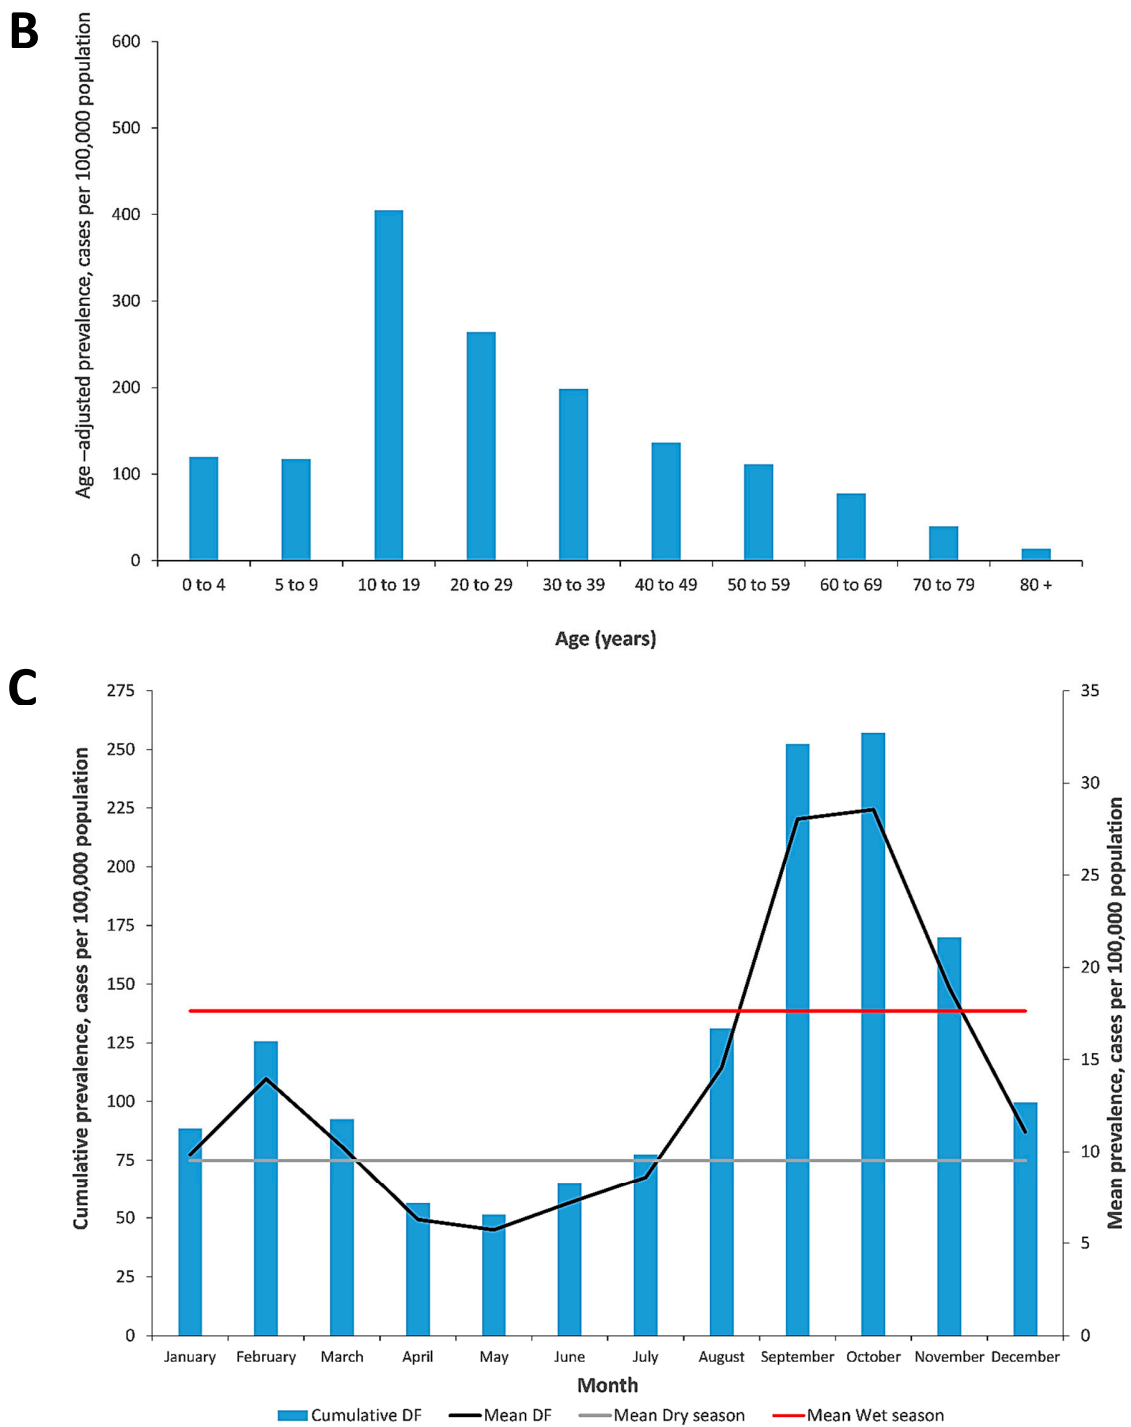 B
Age –adjusted prevalence, cases per 100,000 population
600
500
400
300
200
100
0
0 to 4 5 to 9 10 to 19 20 to 29 30 to 39 40 to 49 50 to 59 60 to 69 70 to 79 80 +
Age (years)
C
Cumulative prevalence, cases per 100,000 population
275
250
225
200
175
150
125
100
75
50
25
0
35
30
25
20
15
10
5
0
Mean prevalence, cases per 100,000 population
January February March April May June July August September October November December
Month
Cumulative DF Mean DF Mean Dry season Mean Wet season